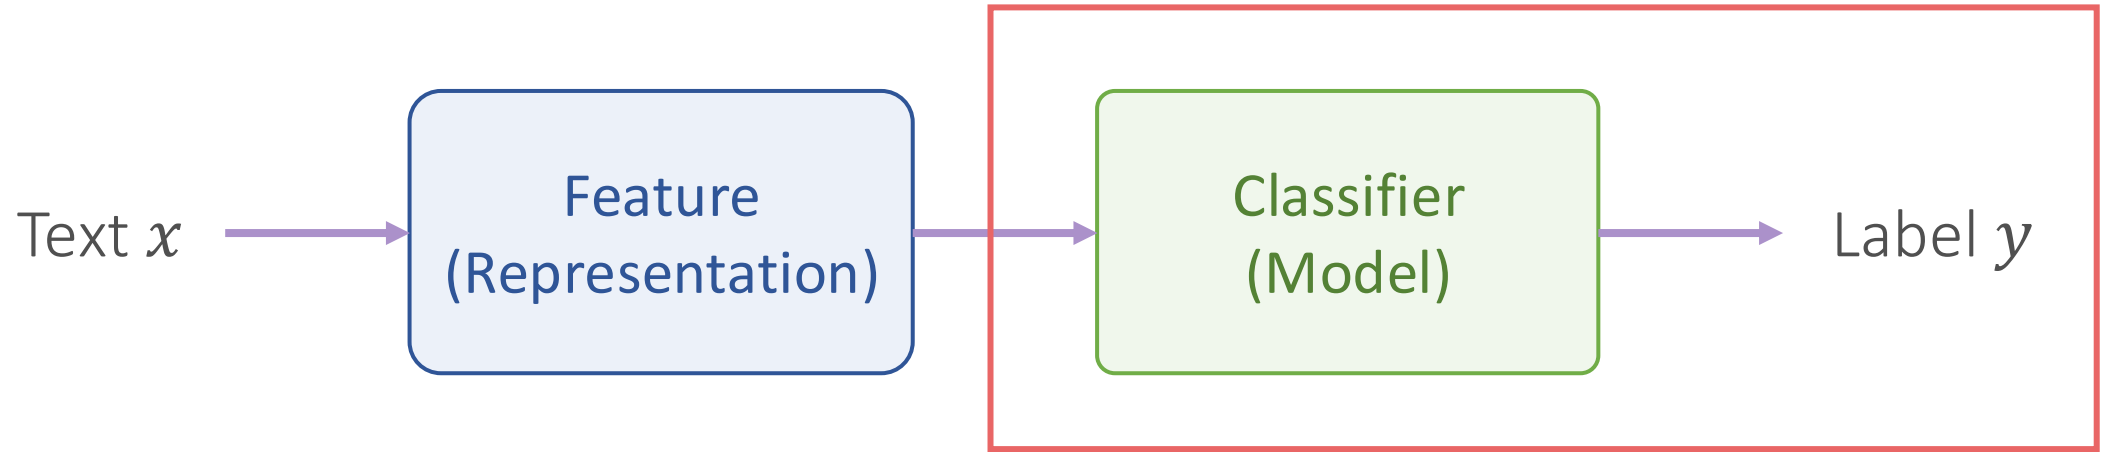 Text x
Feature
(Representation)
Classifier
(Model)
Label y